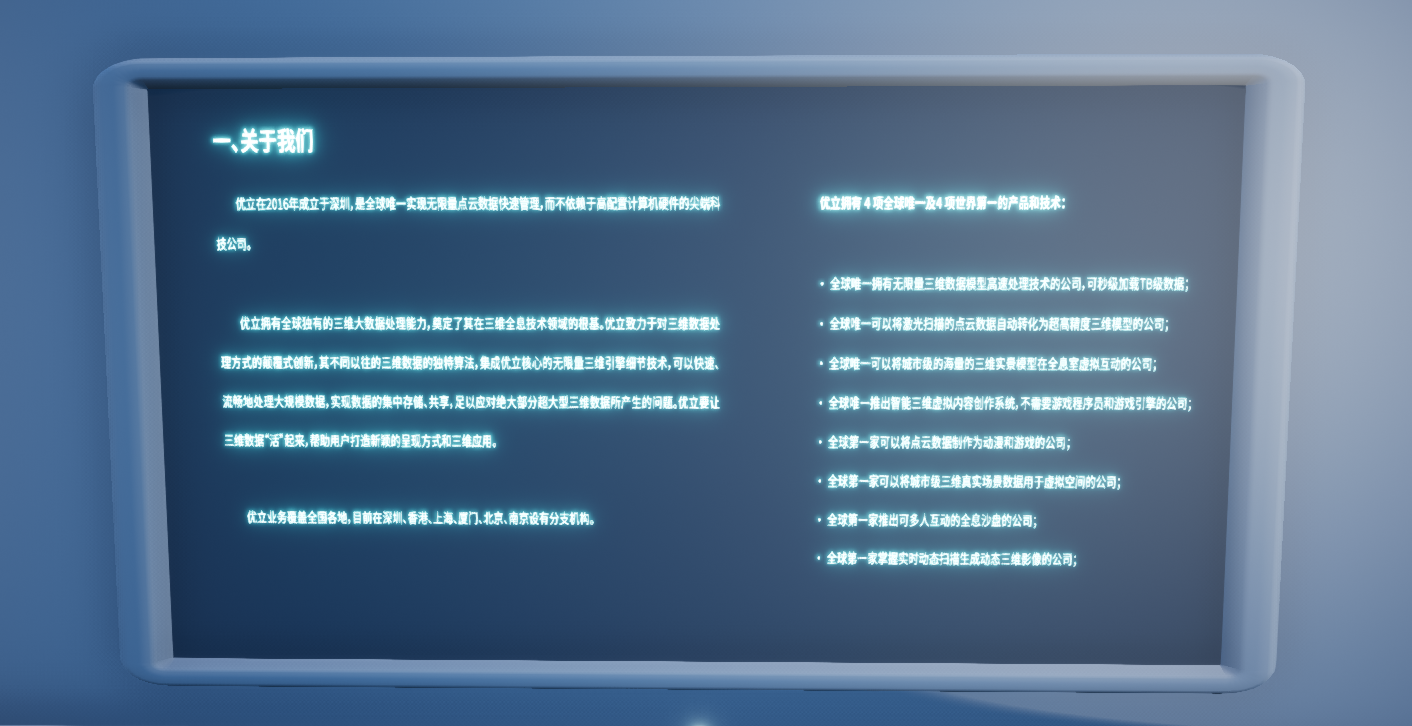 一、关于我们
优立在2016年成立于深圳,是全球唯一实现无限量点云数据快速管理,而不依赖于高配置计算机硬件的尖端科
技公司。
优立拥有全球独有的三维大数据处理能力,奠定了其在三维全息技术领域的根基。优立致力于对三维数据处
理方式的颠覆式创新,其不同以往的三维数据的独特算法,集成优立核心的无限量三维引擎细节技术,可以快速、
流畅地处理大规模数据,实现数据的集中存储、共享,足以应对绝大部分超大型三维数据所产生的问题。优立要让
三维数据“活”起来,帮助用户打造新颖的呈现方式和三维应用。
优立业务覆盖全国各地,目前在深圳、香港、上海、厦门、北京、南京设有分支机构。
优立拥有 4 项全球唯一及4 项世界第一的产品和技术:
• 全球唯一拥有无限量三维数据模型高速处理技术的公司,可秒级加载TB级数据;
• 全球唯一可以将激光扫描的点云数据自动转化为超高精度三维模型的公司;
• 全球唯一可以将城市级的海量的三维实景模型在全息室虚拟互动的公司;
• 全球唯一推出智能三维虚拟内容创作系统,不需要游戏程序员和游戏引擎的公司;
• 全球第一家可以将点云数据制作为动漫和游戏的公司;
• 全球第一家可以将城市级三维真实场景数据用于虚拟空间的公司;
• 全球第一家推出可多人互动的全息沙盘的公司;
• 全球第一家掌握实时动态扫描生成动态三维影像的公司;